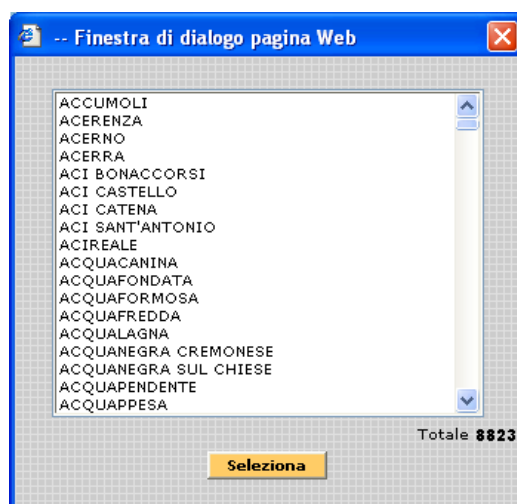 -- Finestra di dialogo pagina Web
ACCUMOLI
ACERENZA
ACERNO
ACERRA
ACI BONACCORSI
ACI CASTELLO
ACI CATENA
ACI SANT'ANTONIO
ACIREALE
ACQUACANINA
ACQUAFONDATA
ACQUAFORMOSA
ACQUAFREDDA
ACQUALAGNA
ACQUANEGRA CREMONESE
ACQUANEGRA SUL CHIESE
ACQUAPENDENTE
ACQUAPPESA
Totale 8823
Seleziona